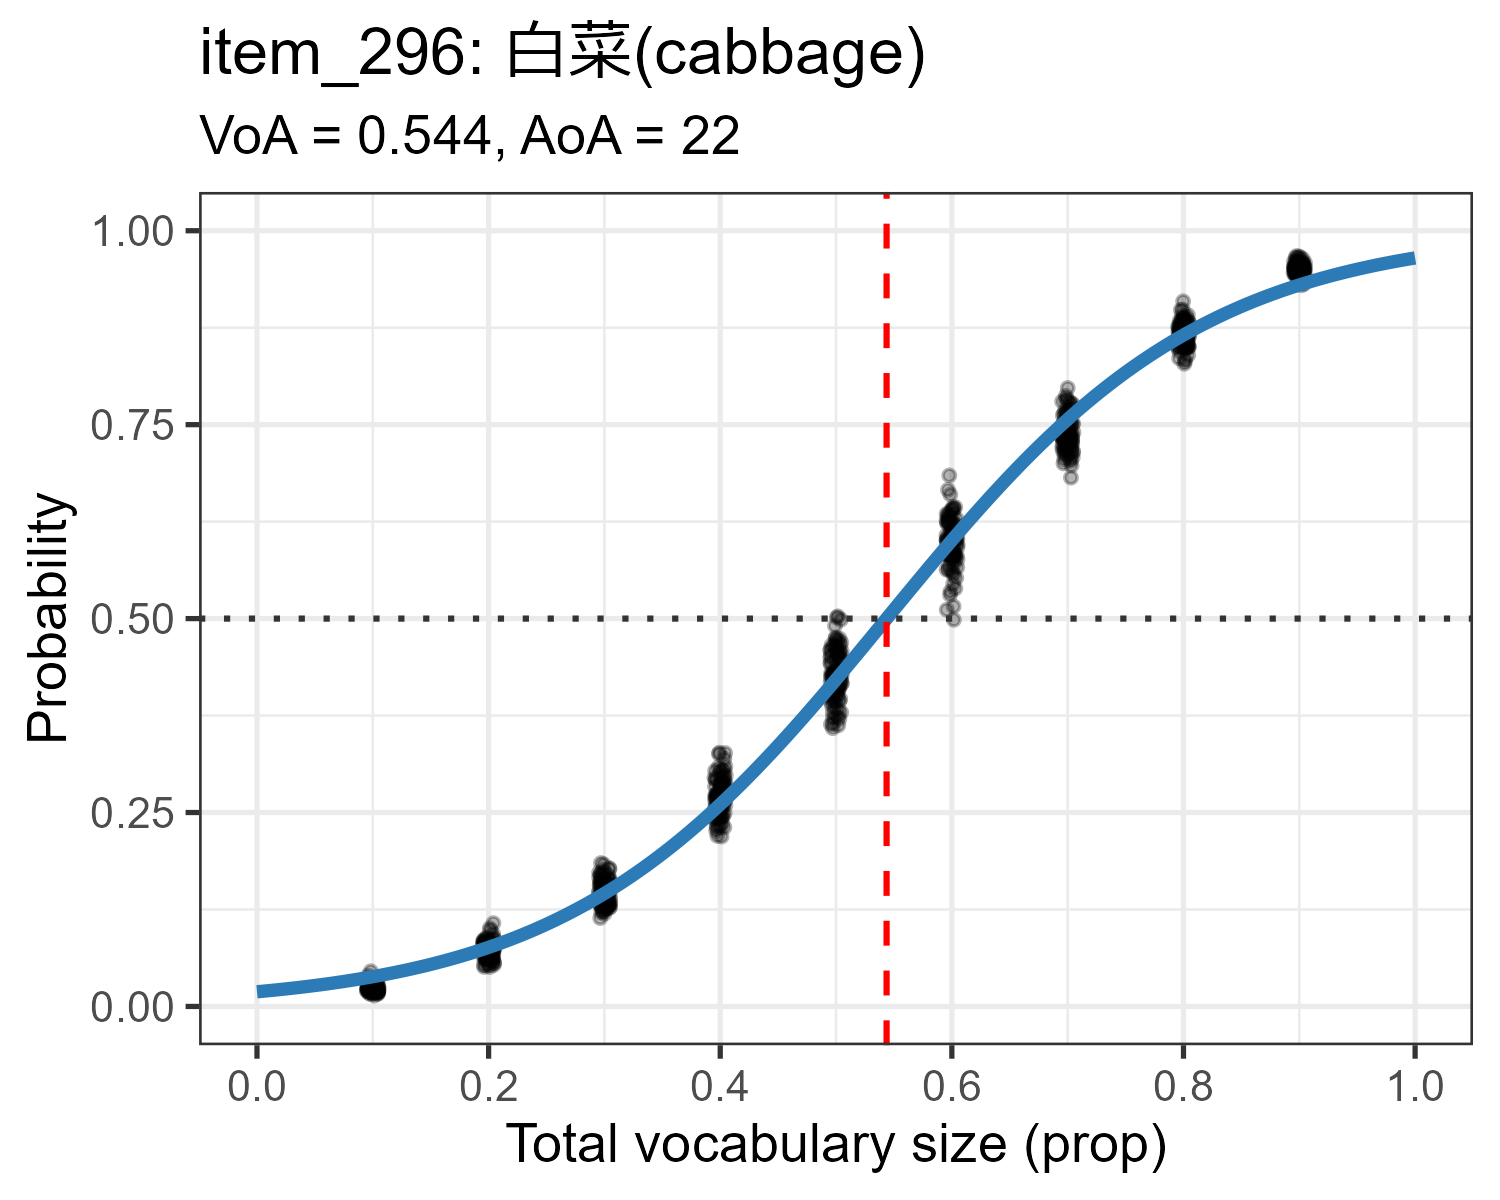 item_296: 白菜(cabbage)
VoA = 0.544, AoA = 22
1.00
0.75
0.50
0.25
0.00
Probability
0.0 0.2 0.4 0.6 0.8 1.0
Total vocabulary size (prop)